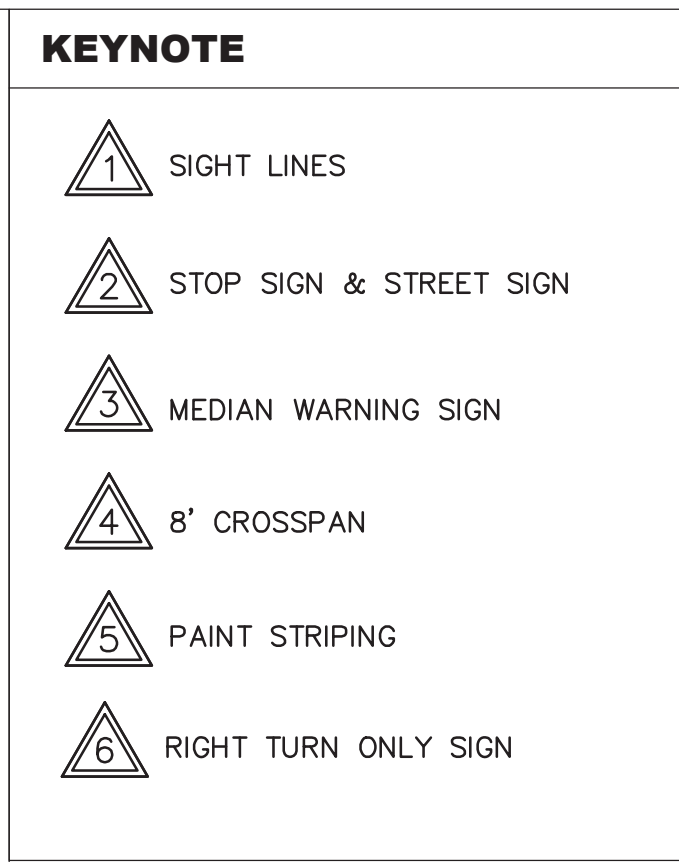 KEYNOTE
1 SIGHT LINES
2 STOP SIGN & STREET SIGN
3 MEDIAN WARNING SIGN
4 8' CROSSPAN
5 PAINT STRIPING
6 RIGHT TURN ONLY SIGN